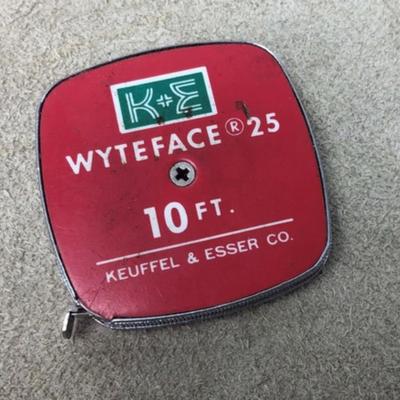 K+E
WYTEFACE® 25
10 FT.
KEUFFEL & ESSER CO.